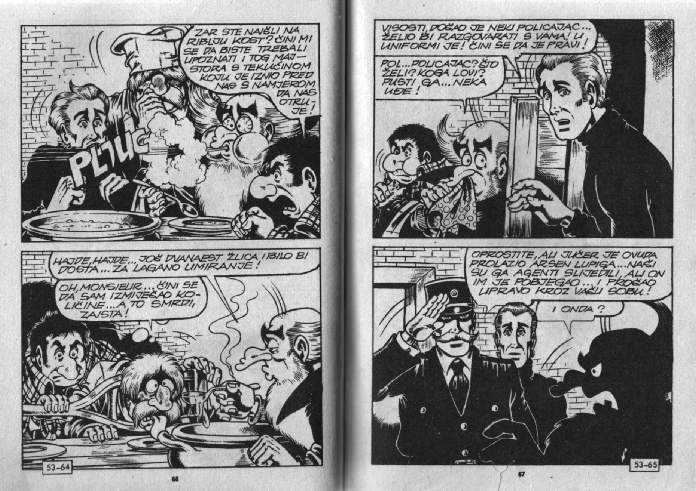 ZAR STE NAIŠLI NA
RIBLJU KOST? ČINI MI
SE DA BISTE TREBALI
UPOZNATI I TOG MAJ-
STORA S TEKUĆINOM
KOJU JE IZNIO PRED
NAS S NAMJEROM
DA NAS
OTRU-
JE!
PLJUC
HAJDE, HAJDE... JOŠ DVANAEST ŽLICA I BILO BI
DOSTA... ZA LAGANO UMIRANJE!
OH, MONSIEUR... ČINI SE
DA SAM IZMIJEŠAO KO-
LIČINE... A TO SMRDI,
ZAISTA!
53-64
66
VISOSTI, DOŠAO JE NEKI POLICAJAC...
ŽELIO BI RAZGOVARATI S VAMA! U
UNIFORMI JE! ČINI SE DA JE PRAVI!
POL...POLICAJAC? ČTO
ŽELI? KOGA LOVI?
PUSTI GA... NEKA
UĐE!
OPROSTITE, ALI JUČER JE OVUDA
PROLAZIO ARSEN LUPIGA... NAŠI
SU GA AGENTI SLIJEDILI, ALI ON
IM JE POBJEGAO... I PROŠAO
UPRAVO KROZ VAŠU SOBU!
I ONDA?
67
53-65